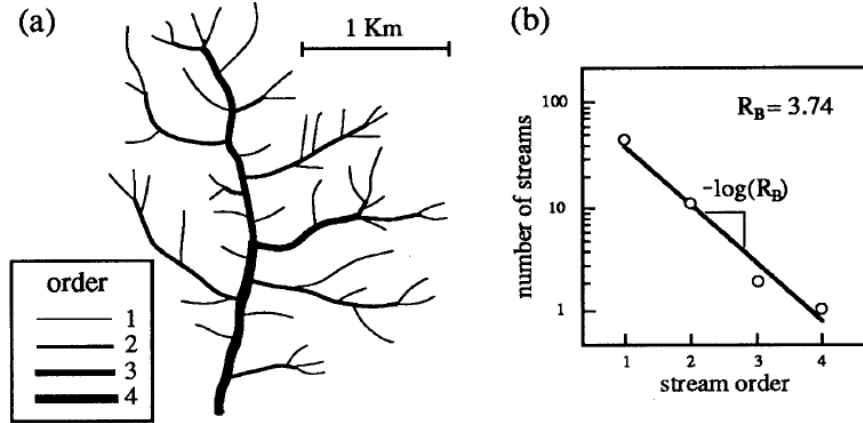 (a)
1 Km
order
1
2
3
4
(b)
number of streams
100
10
1
R_B = 3.74
-log(R_B)
1 2 3 4
stream order